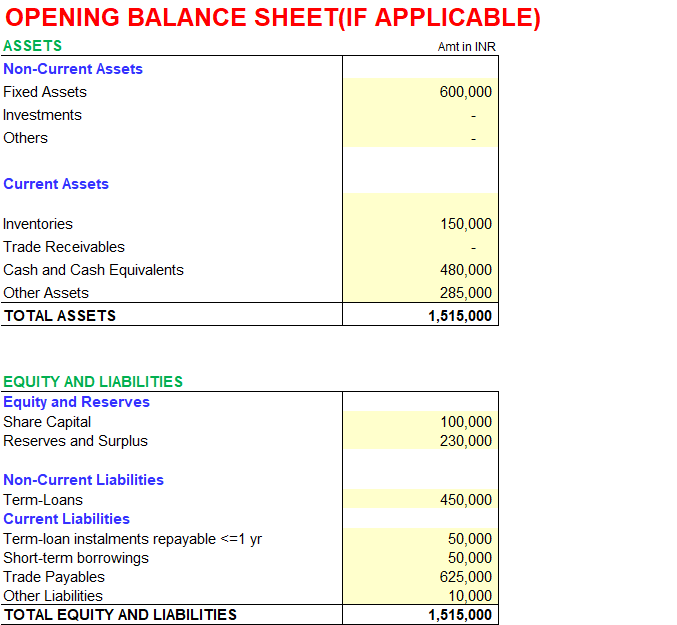 OPENING BALANCE SHEET(IF APPLICABLE)
ASSETS Amt in INR
Non-Current Assets
Fixed Assets 600,000
Investments -
Others -
Current Assets
Inventories 150,000
Trade Receivables -
Cash and Cash Equivalents 480,000
Other Assets 285,000
TOTAL ASSETS 1,515,000
EQUITY AND LIABILITIES
Equity and Reserves
Share Capital 100,000
Reserves and Surplus 230,000
Non-Current Liabilities
Term-Loans 450,000
Current Liabilities
Term-loan instalments repayable <=1 yr 50,000
Short-term borrowings 50,000
Trade Payables 625,000
Other Liabilities 10,000
TOTAL EQUITY AND LIABILITIES 1,515,000